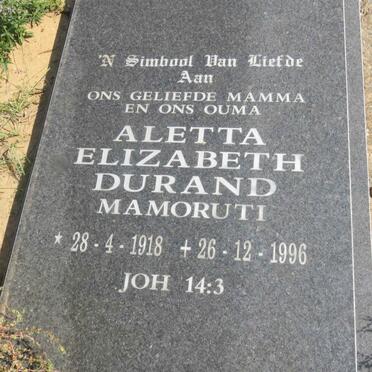 'N Simbool Van Liefde
Aan
ONS GELIEFDE MAMMA
EN ONS OUMA
ALETTA
ELIZABETH
DURAND
MAMORUTI
* 28 - 4 - 1918 + 26 - 12 - 1996
JOH 14:3